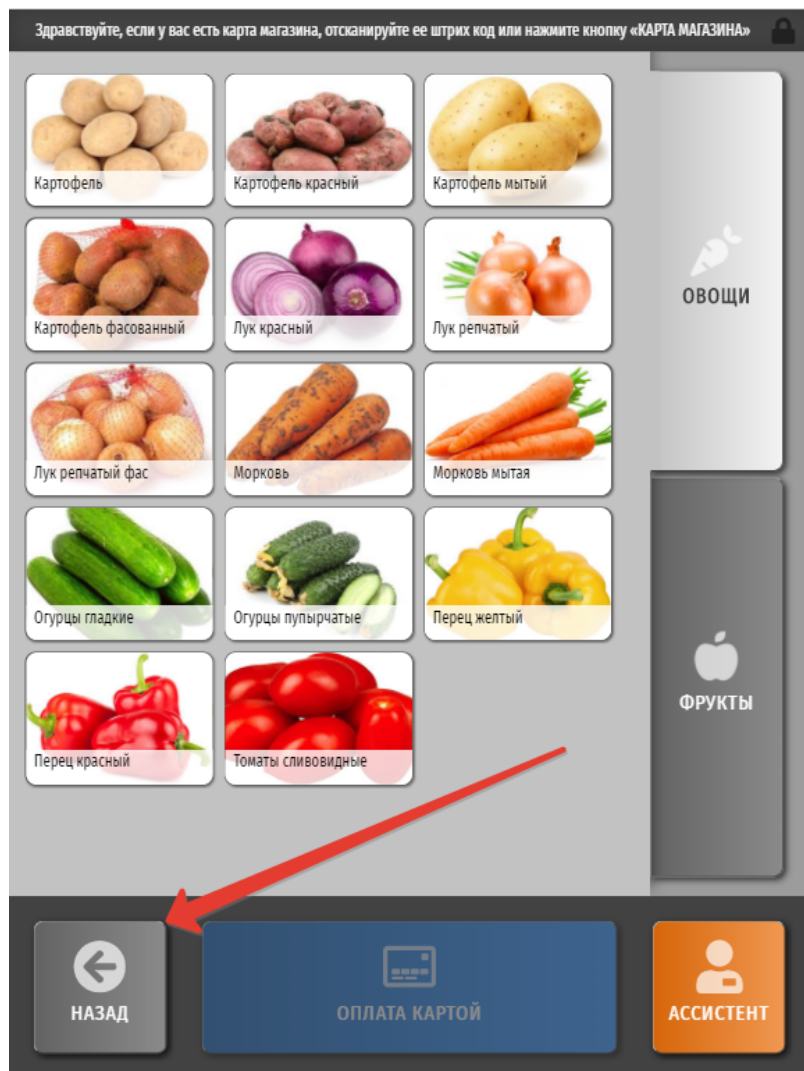 Здравствуйте, если у вас есть карта магазина, отсканируйте ее штрих код или нажмите кнопку «КАРТА МАГАЗИНА»
Картофель
Картофель красный
Картофель мытый
Картофель фасованный
Лук красный
Лук репчатый
Лук репчатый фас
Морковь
Морковь мытая
Огурцы гладкие
Огурцы пупырчатые
Перец желтый
Перец красный
Томаты сливовидные
ОВОЩИ
ФРУКТЫ
НАЗАД
ОПЛАТА КАРТОЙ
АССИСТЕНТ